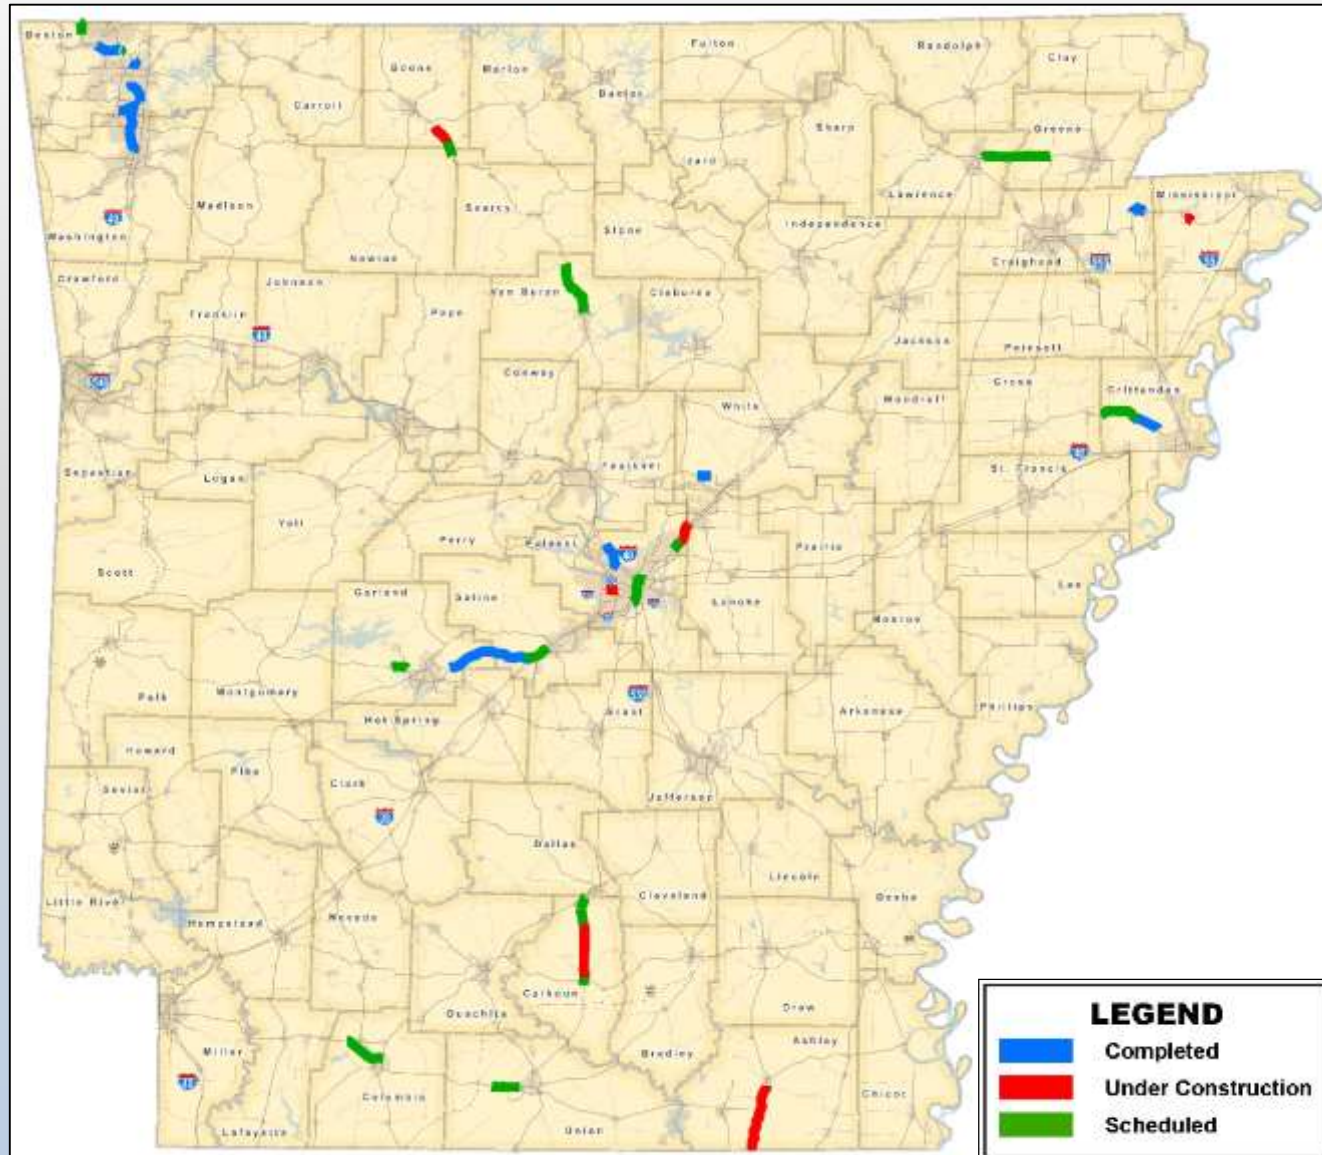 Benton
Boone
Marion
Fulton
Randolph
Clay
Carroll
Baxter
Sharp
Greene
Izard
Lawrence
Madison
Searcy
Stone
Independence
Mississippi
Washington
Newton
Craighead
Crawford
Johnson
Franklin
Pope
Van Buren
Cleburne
Jackson
Poinsett
Conway
White
Woodruff
Cross
Crittenden
Sebastian
Logan
Faulkner
St. Francis
Yell
Perry
Pulaski
Prairie
Scott
Garland
Saline
Lonoke
Lee
Monroe
Polk
Montgomery
Hot Spring
Grant
Arkansas
Phillips
Howard
Pike
Clark
Sevier
Jefferson
Dallas
Lincoln
Little River
Hempstead
Nevada
Cleveland
Desha
Calhoun
Ouachita
Drew
Miller
Bradley
Ashley
Columbia
Chicot
Lafayette
Union
LEGEND
Completed
Under Construction
Scheduled